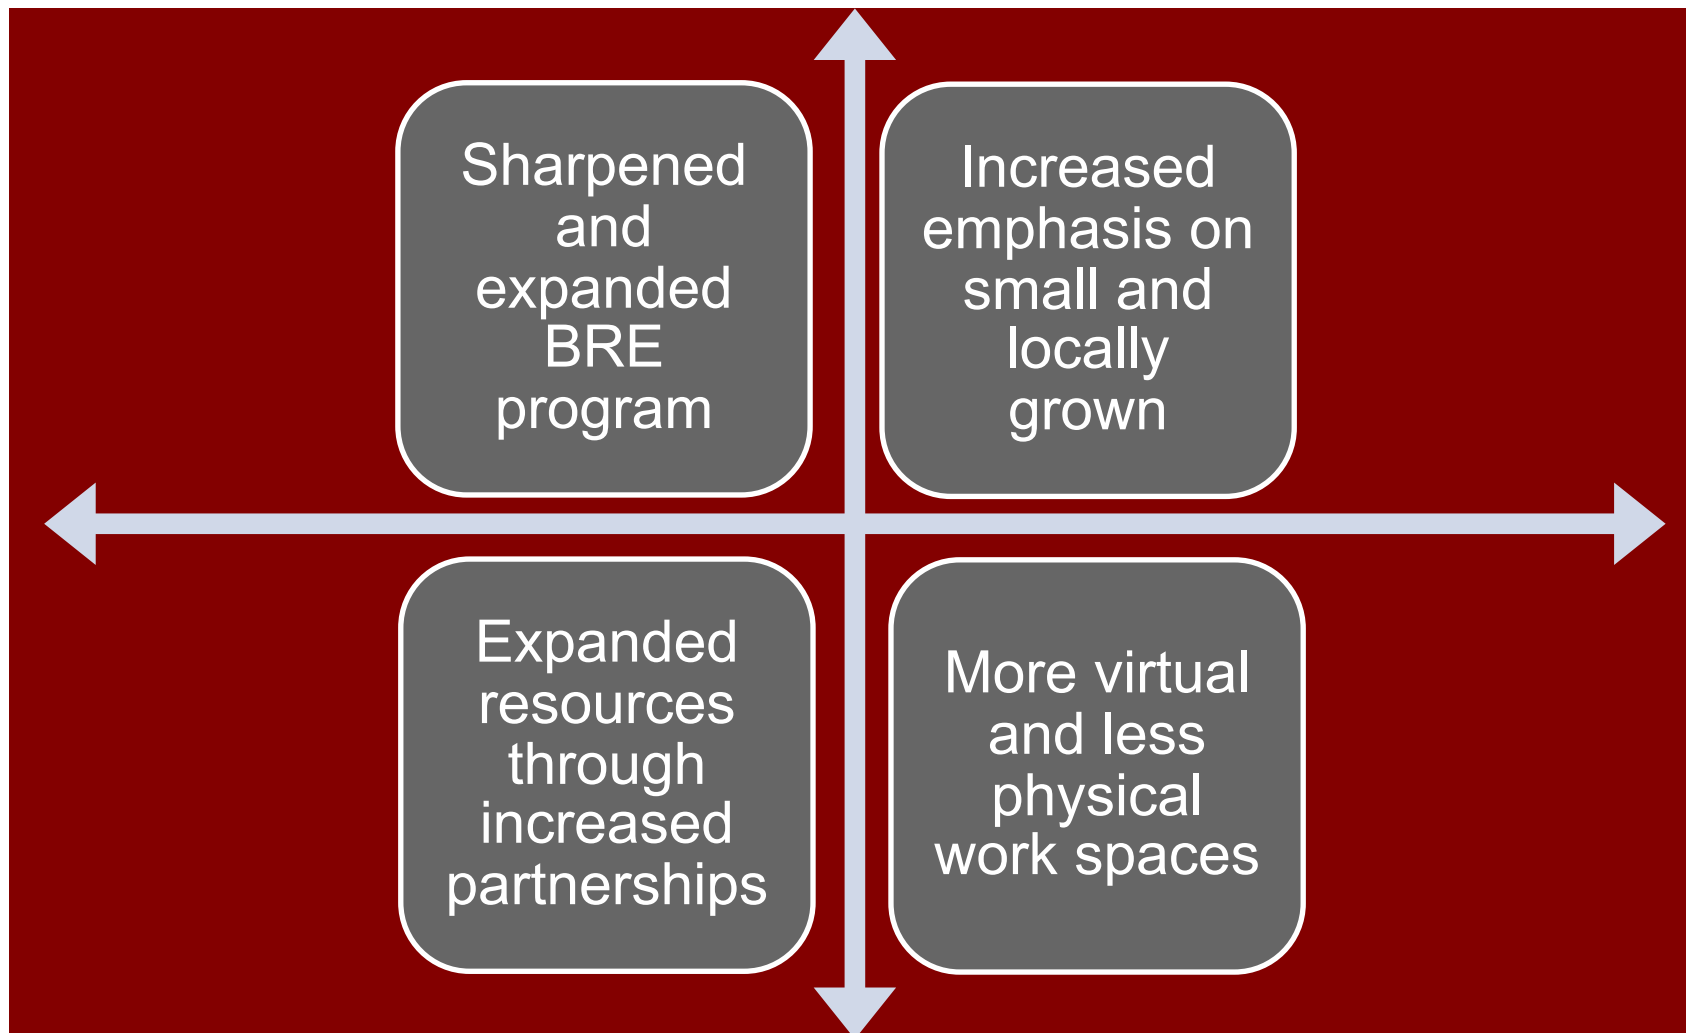 Sharpened
and
expanded
BRE
program
Increased
emphasis on
small and
locally
grown
Expanded
resources
through
increased
partnerships
More virtual
and less
physical
work spaces